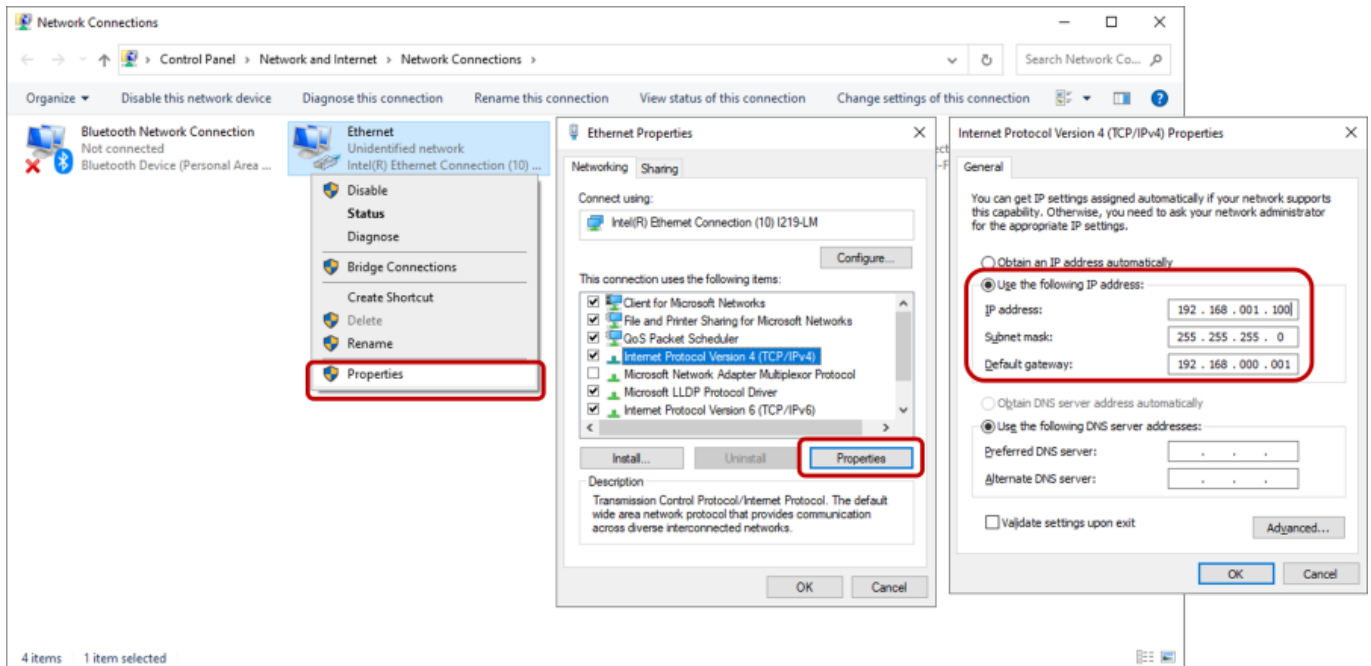 Network Connections
Control Panel > Network and Internet > Network Connections >
Search Network Co...
Organize
Disable this network device
Diagnose this connection
Rename this connection
View status of this connection
Change settings of this connection
Bluetooth Network Connection
Not connected
Bluetooth Device (Personal Area ...
Ethernet
Unidentified network
Intel(R) Ethernet Connection (10) ...
Disable
Status
Diagnose
Bridge Connections
Create Shortcut
Delete
Rename
Properties
Ethernet Properties
Networking
Sharing
Connect using:
Intel(R) Ethernet Connection (10) I219-LM
Configure...
This connection uses the following items:
Client for Microsoft Networks
File and Printer Sharing for Microsoft Networks
QoS Packet Scheduler
Internet Protocol Version 4 (TCP/IPv4)
Microsoft Network Adapter Multiplexor Protocol
Microsoft LLDP Protocol Driver
Internet Protocol Version 6 (TCP/IPv6)
Install...
Uninstall
Properties
Description
Transmission Control Protocol/Internet Protocol. The default
wide area network protocol that provides communication
across diverse interconnected networks.
OK
Cancel
Internet Protocol Version 4 (TCP/IPv4) Properties
General
You can get IP settings assigned automatically if your network supports
this capability. Otherwise, you need to ask your network administrator
for the appropriate IP settings.
Obtain an IP address automatically
Use the following IP address:
IP address: 192 . 168 . 001 . 100
Subnet mask: 255 . 255 . 255 . 0
Default gateway: 192 . 168 . 000 . 001
Obtain DNS server address automatically
Use the following DNS server addresses:
Preferred DNS server: . . .
Alternate DNS server: . . .
Validate settings upon exit
Advanced...
OK
Cancel
4 items
1 item selected